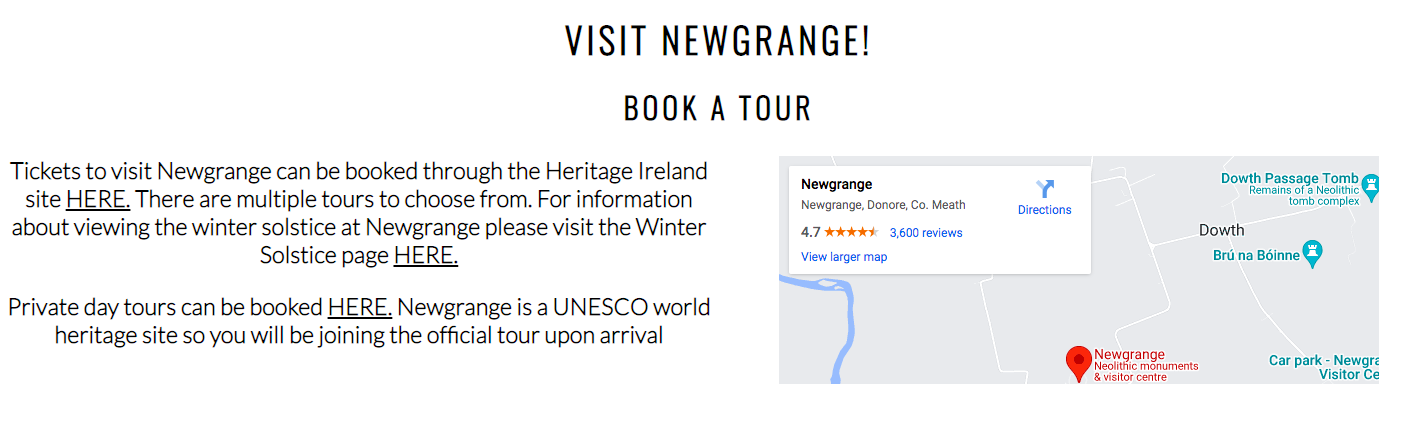 VISIT NEWGRANGE!
BOOK A TOUR
Tickets to visit Newgrange can be booked through the Heritage Ireland
site HERE. There are multiple tours to choose from. For information
about viewing the winter solstice at Newgrange please visit the Winter
Solstice page HERE.
Private day tours can be booked HERE. Newgrange is a UNESCO world
heritage site so you will be joining the official tour upon arrival
Newgrange
Newgrange, Donore, Co. Meath
Directions
4.7 3,600 reviews
View larger map
Dowth Passage Tomb
Remains of a Neolithic
tomb complex
Dowth
Brú na Bóinne
Newgrange
Neolithic monuments
& visitor centre
Car park - Newgra
Visitor Ce